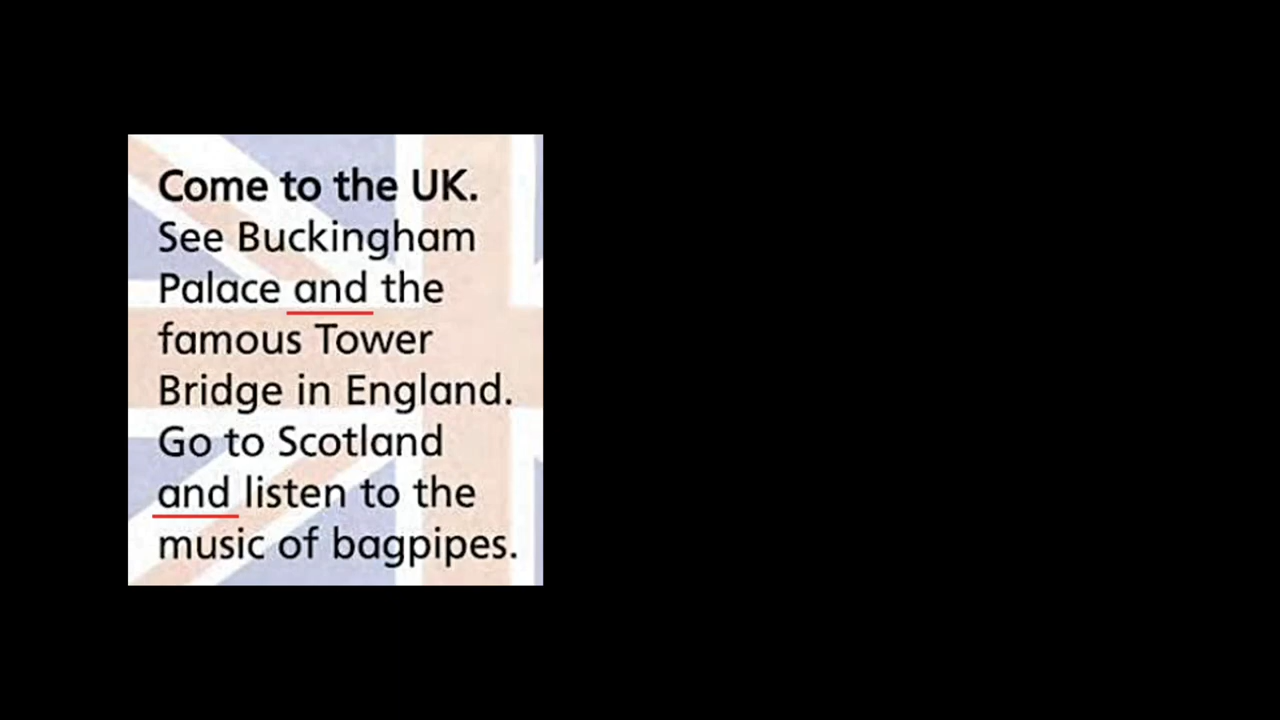 Come to the UK.
See Buckingham
Palace and the
famous Tower
Bridge in England.
Go to Scotland
and listen to the
music of bagpipes.